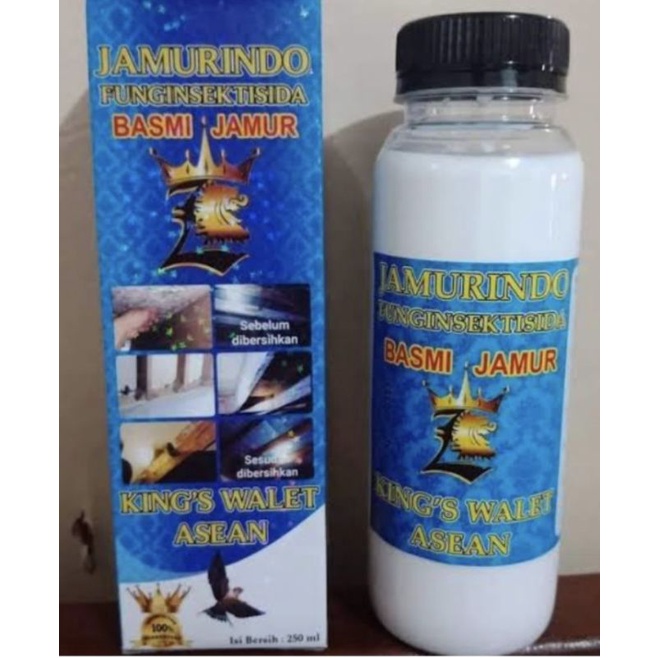 JAMURINDO
FUNGINSEKTISIDA
BASMI JAMUR
Sebelum
dibersihkan
dibersihkan
KING'S WALET
ASEAN
100%
Isi Bersih : 250 ml
JAMURINDO
FUNGINSEKTISIDA
BASMI JAMUR
KING'S WALET
ASEAN